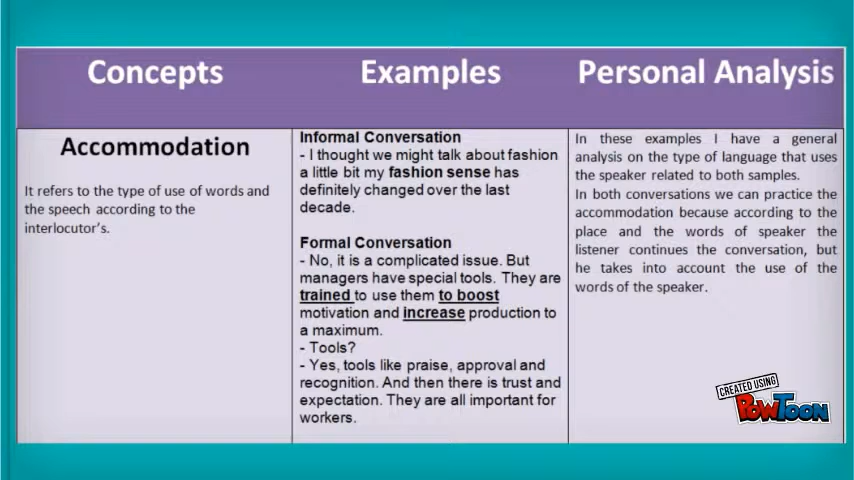 Concepts
Examples
Personal Analysis
Accommodation
It refers to the type of use of words and
the speech according to the
interlocutor's.
Informal Conversation
- I thought we might talk about fashion
a little bit my fashion sense has
definitely changed over the last
decade.
Formal Conversation
- No, it is a complicated issue. But
managers have special tools. They are
trained to use them to boost
motivation and increase production to
a maximum.
- Tools?
- Yes, tools like praise, approval and
recognition. And then there is trust and
expectation. They are all important for
workers.
In these examples I have a general
analysis on the type of language that uses
the speaker related to both samples.
In both conversations we can practice the
accommodation because according to the
place and the words of speaker the
listener continues the conversation, but
he takes into account the use of the
words of the speaker.
CREATED USING
POWTOON